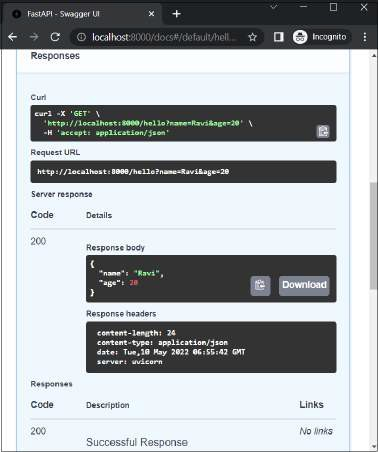 FastAPI - Swagger UI
localhost:8000/docs#/default/hell...
Incognito
Responses
Curl
curl -X 'GET' \
'http://localhost:8000/hello?name=Ravi&age=20' \
-H 'accept: application/json'
Request URL
http://localhost:8000/hello?name=Ravi&age=20
Server response
Code Details
200
Response body
{
"name": "Ravi",
"age": 20
}
Download
Response headers
content-length: 24
content-type: application/json
date: Tue,10 May 2022 06:55:42 GMT
server: uvicorn
Responses
Code Description Links
200 No links
Successful Response